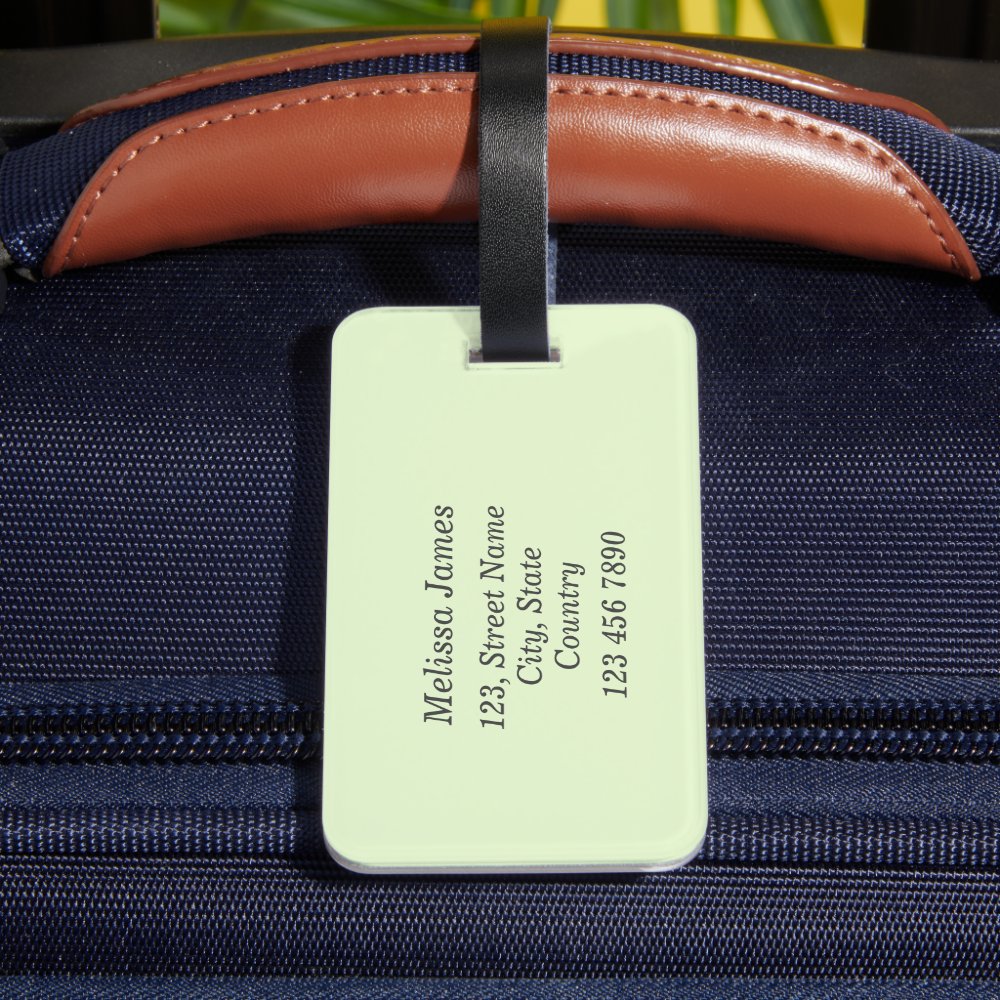 Melissa James
123, Street Name
City, State
Country
123 456 7890